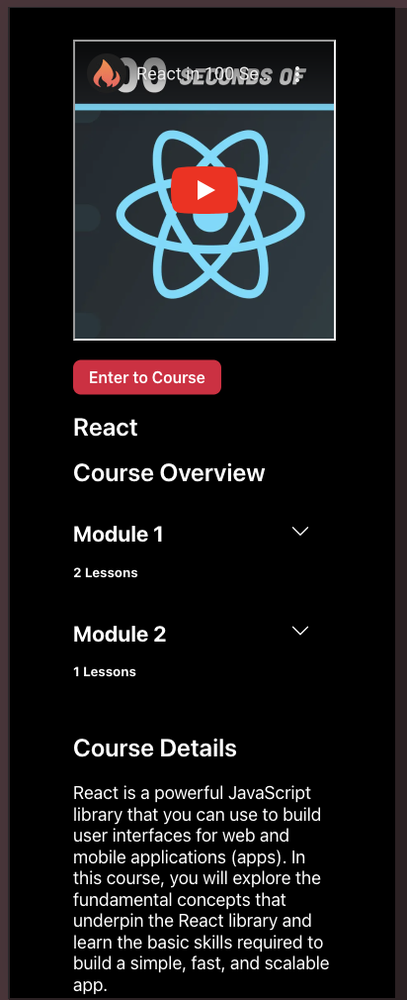 React in 100 Se...
00 SECONDS OF
Enter to Course
React
Course Overview
Module 1
2 Lessons
Module 2
1 Lessons
Course Details
React is a powerful JavaScript
library that you can use to build
user interfaces for web and
mobile applications (apps). In
this course, you will explore the
fundamental concepts that
underpin the React library and
learn the basic skills required to
build a simple, fast, and scalable
app.